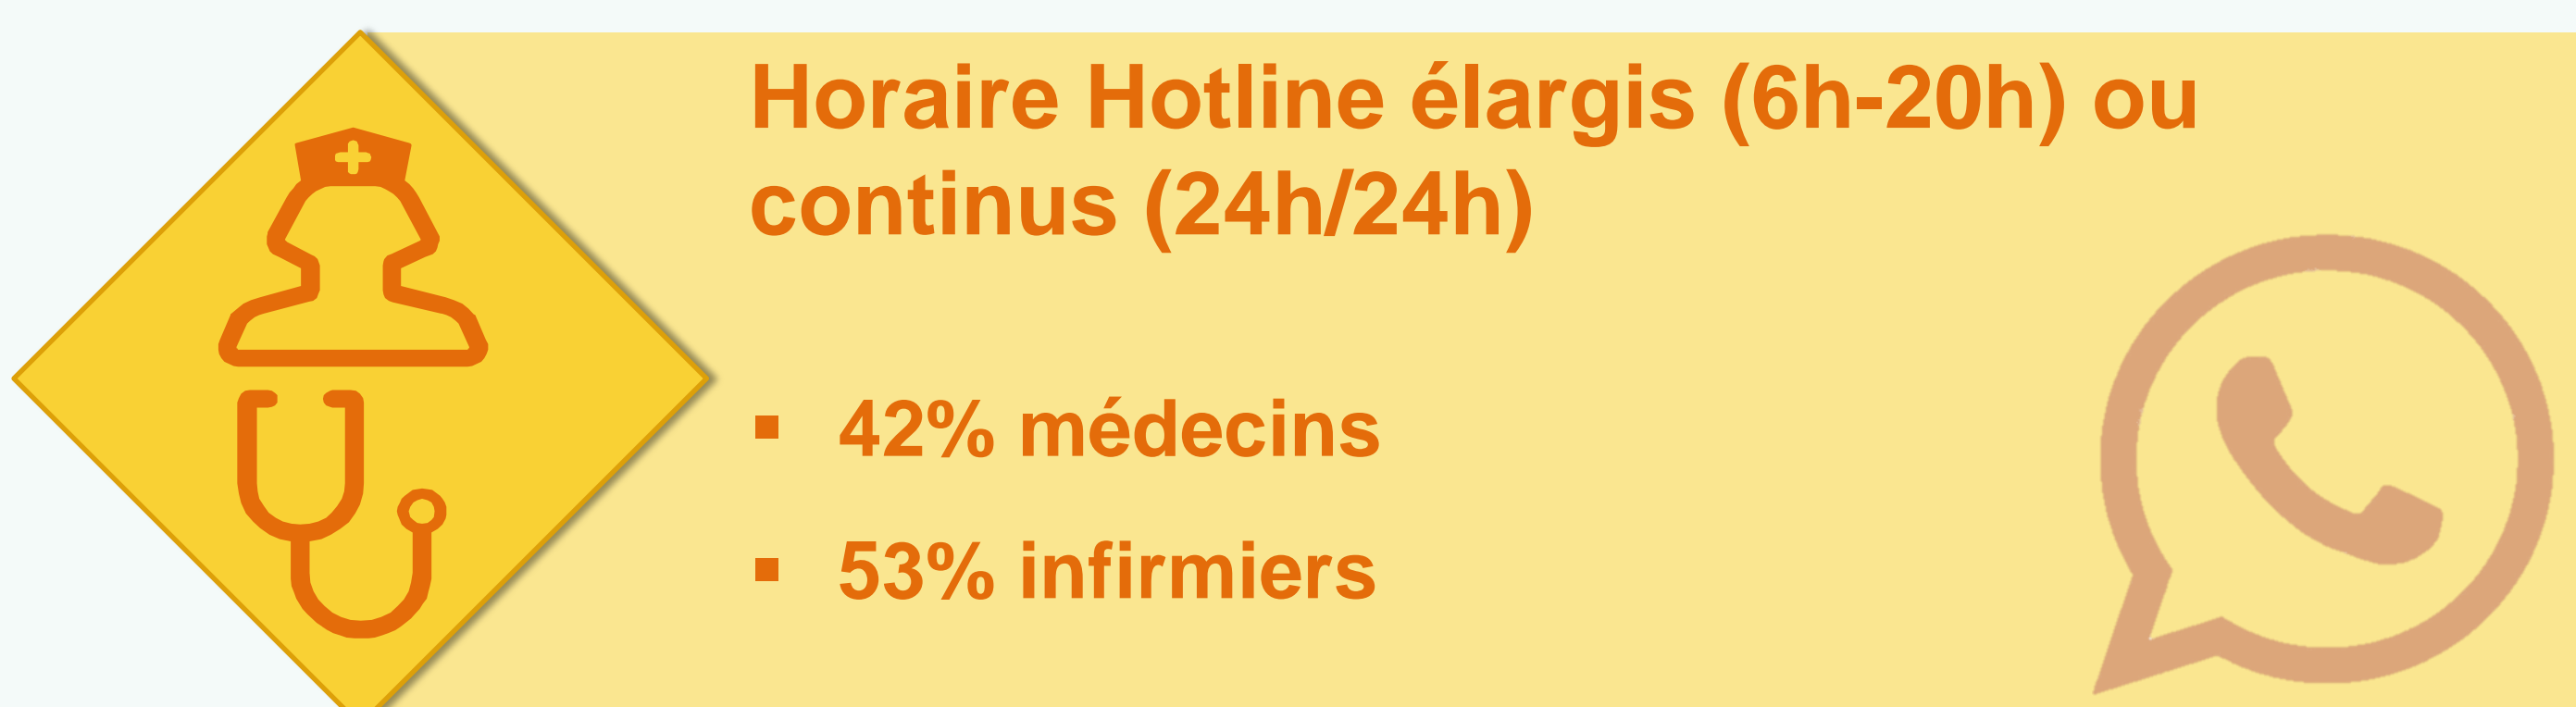 Horaire Hotline élargis (6h-20h) ou
continus (24h/24h)
▪ 42% médecins
▪ 53% infirmiers